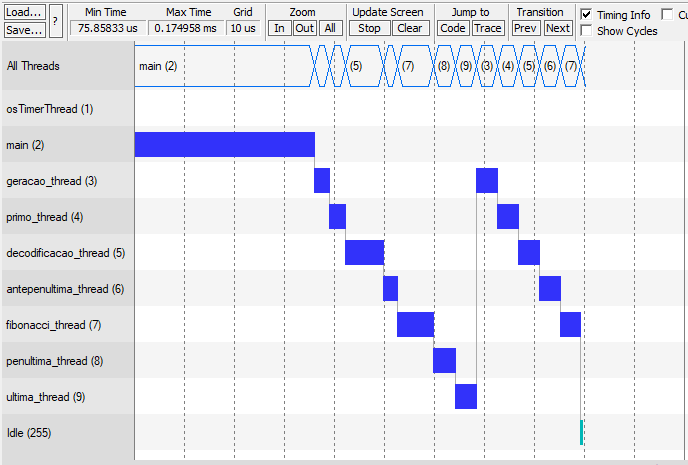 Load...
Save...
?
Min Time Max Time Grid
75.85833 us 0.174958 ms 10 us
Zoom
In Out All
Update Screen
Stop Clear
Jump to
Code Trace
Transition
Prev Next
Timing Info
Show Cycles
All Threads
main (2) (5) (7) (8) (9) (3) (4) (5) (6) (7)
osTimerThread (1)
main (2)
geracao_thread (3)
primo_thread (4)
decodificacao_thread (5)
antepenultima_thread (6)
fibonacci_thread (7)
penultima_thread (8)
ultima_thread (9)
Idle (255)